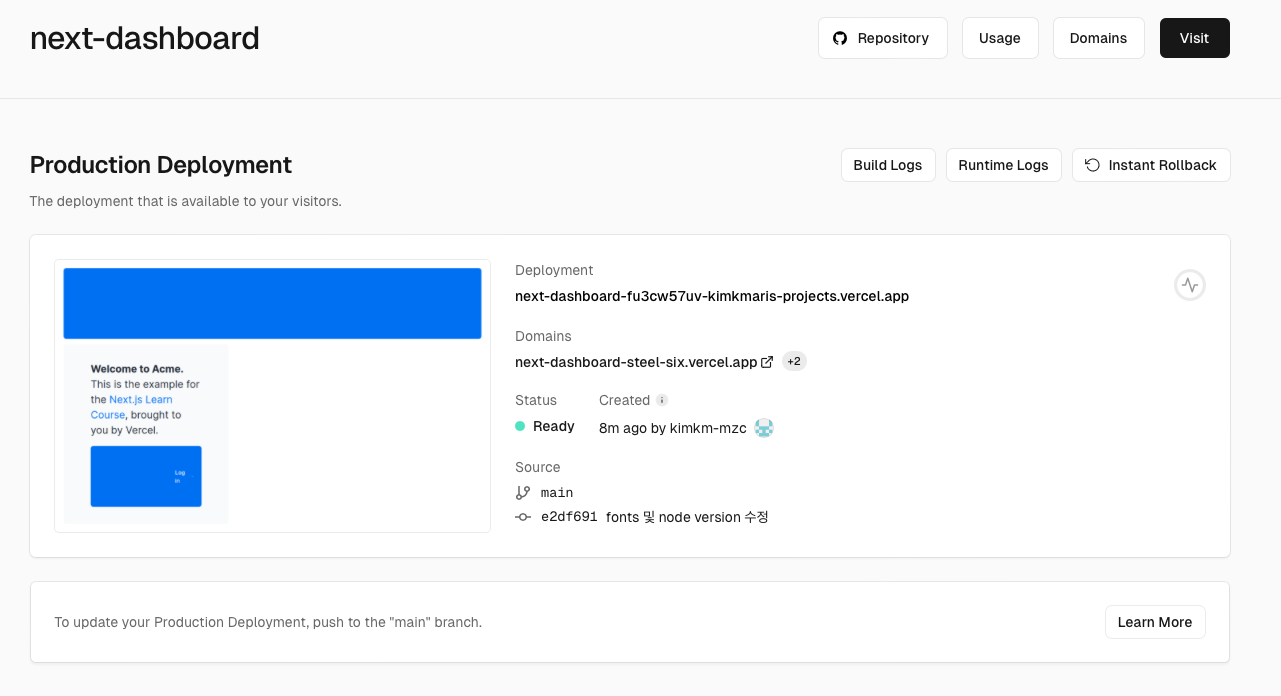 next-dashboard
Repository
Usage
Domains
Visit
Production Deployment
Build Logs
Runtime Logs
Instant Rollback
The deployment that is available to your visitors.
Welcome to Acme.
This is the example for
the Next.js Learn
Course, brought to
you by Vercel.
Log
in
Deployment
next-dashboard-fu3cw57uv-kimkmaris-projects.vercel.app
Domains
next-dashboard-steel-six.vercel.app +2
Status
Created
Ready
8m ago by kimkm-mzc
Source
main
e2df691 fonts 및 node version 수정
To update your Production Deployment, push to the "main" branch.
Learn More